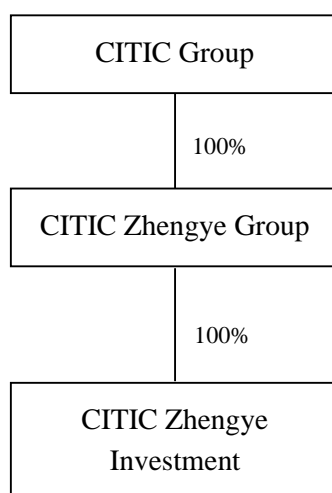 CITIC Group
100%
CITIC Zhengye Group
100%
CITIC Zhengye
Investment